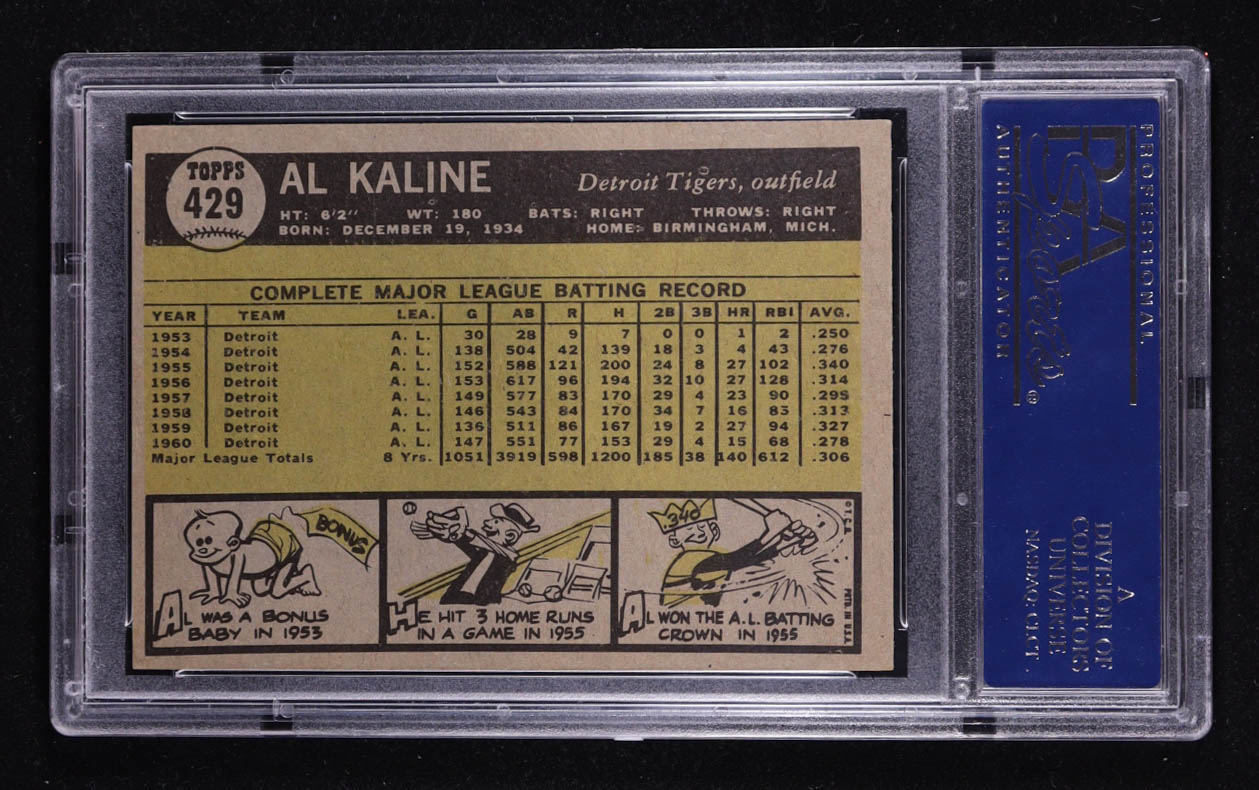 TOPPS
429
AL KALINE
Detroit Tigers, outfield
HT: 6'2" WT: 180 BATS: RIGHT THROWS: RIGHT
BORN: DECEMBER 19, 1934 HOME: BIRMINGHAM, MICH.
COMPLETE MAJOR LEAGUE BATTING RECORD
YEAR TEAM LEA. G AB R H 2B 3B HR RBI AVG.
1953 Detroit A. L. 30 28 9 7 0 0 1 2 .250
1954 Detroit A. L. 138 504 42 139 18 3 4 43 .276
1955 Detroit A. L. 152 588 121 200 24 8 27 102 .340
1956 Detroit A. L. 153 617 96 194 32 10 27 128 .314
1957 Detroit A. L. 149 577 83 170 29 4 23 90 .295
1958 Detroit A. L. 146 543 84 170 34 7 16 85 .313
1959 Detroit A. L. 136 511 86 167 19 2 27 94 .327
1960 Detroit A. L. 147 551 77 153 29 4 15 68 .278
Major League Totals 8 Yrs. 1051 3919 598 1200 185 38 140 612 .306
BONUS
AL WAS A BONUS
BABY IN 1953
HE HIT 3 HOME RUNS
IN A GAME IN 1955
.340
AL WON THE A.L. BATTING
CROWN IN 1955
©T.C.G.
PRTD. IN U.S.A.
PROFESSIONAL
PSA
Sports
AUTHENTICATOR
®
A
DIVISION OF
COLLECTORS
UNIVERSE
NASDAQ: CLCT